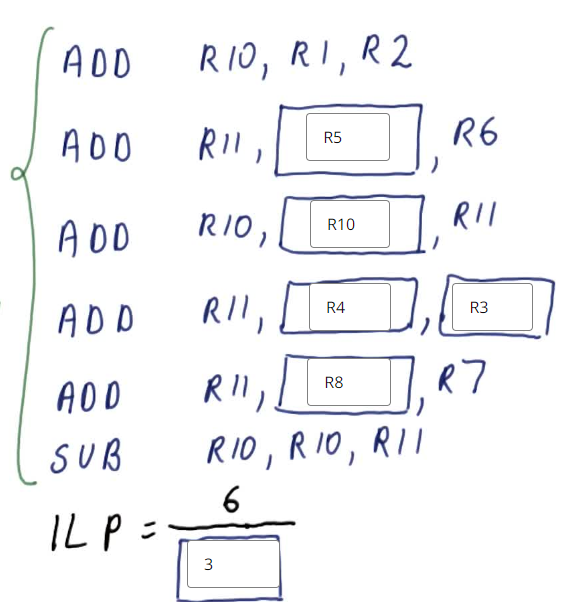 ADD R10, R1, R2
ADD R11, R5, R6
ADD R10, R10, R11
ADD R11, R4, R3
ADD R11, R8, R7
SUB R10, R10, R11
ILP = 6
3